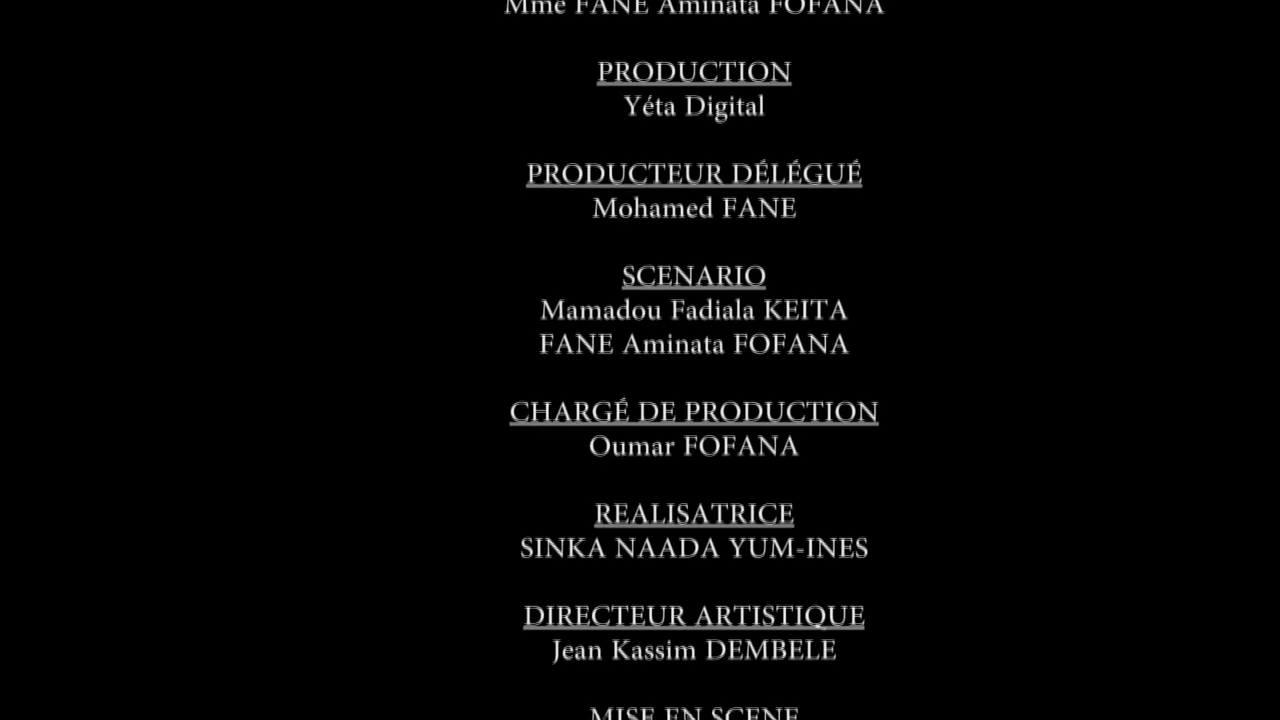 Mme FANE Aminata FOFANA
PRODUCTION
Yéta Digital
PRODUCTEUR DÉLÉGUÉ
Mohamed FANE
SCENARIO
Mamadou Fadiala KEITA
FANE Aminata FOFANA
CHARGÉ DE PRODUCTION
Oumar FOFANA
REALISATRICE
SINKA NAADA YUM-INES
DIRECTEUR ARTISTIQUE
Jean Kassim DEMBELE
MISE EN SCENE